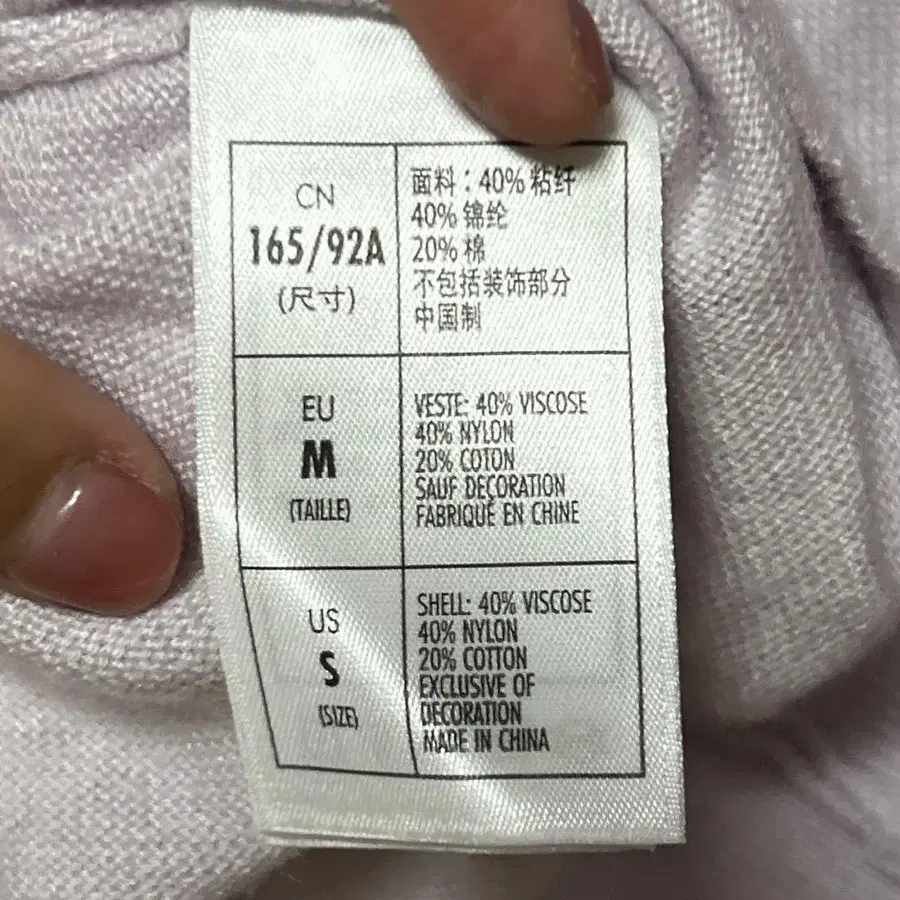 CN
165/92A
(尺寸)
面料：40% 粘纤
40% 锦纶
20% 棉
不包括装饰部分
中国制
EU
M
(TAILLE)
VESTE: 40% VISCOSE
40% NYLON
20% COTON
SAUF DEÇORATION
FABRIQUÉ EN CHINE
US
S
(SIZE)
SHELL: 40% VISCOSE
40% NYLON
20% COTTON
EXCLUSIVE OF
DECORATION
MADE IN CHINA